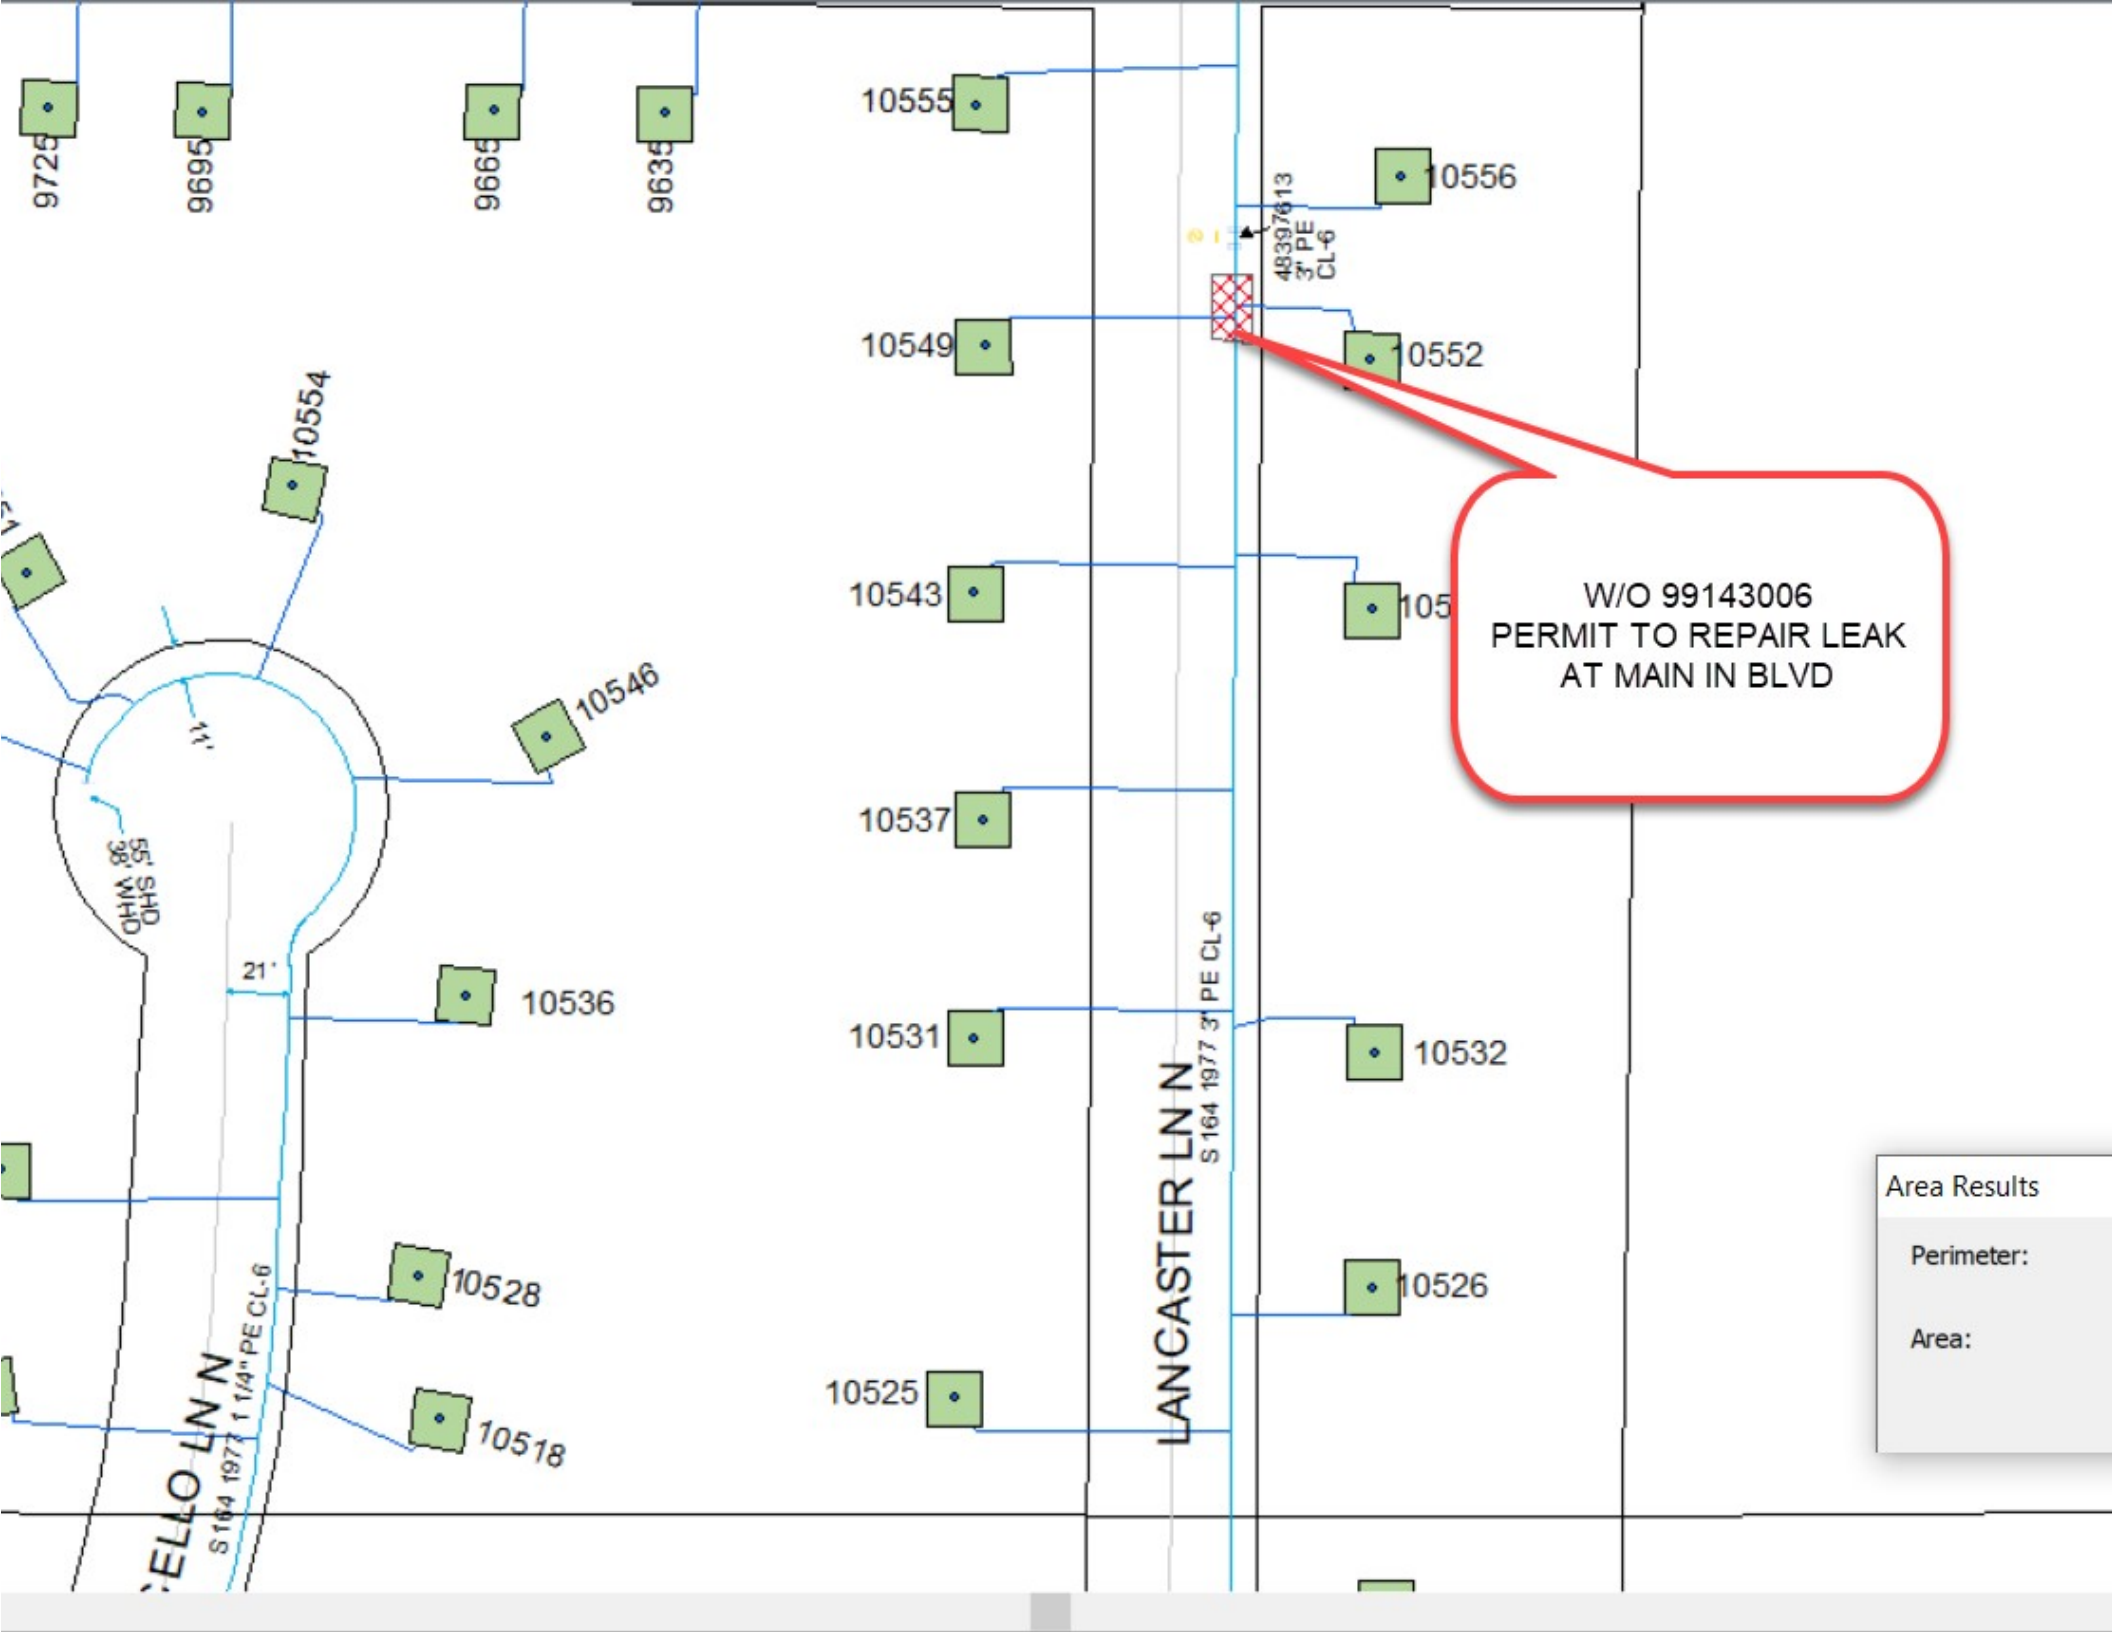 9725
9695
9665
9635
10555
10556
48397613
3" PE
CL-6
10549
10552
10554
10543
105
W/O 99143006
PERMIT TO REPAIR LEAK
AT MAIN IN BLVD
10546
11'
10537
55' SHD
38' WHD
21'
10536
10531
10532
S 164 1977 3" PE CL-6
LANCASTER LN N
Area Results
Perimeter:
Area:
10528
10526
10525
10518
CELLO LN N
S 164 1977 1 1/4" PE CL-6